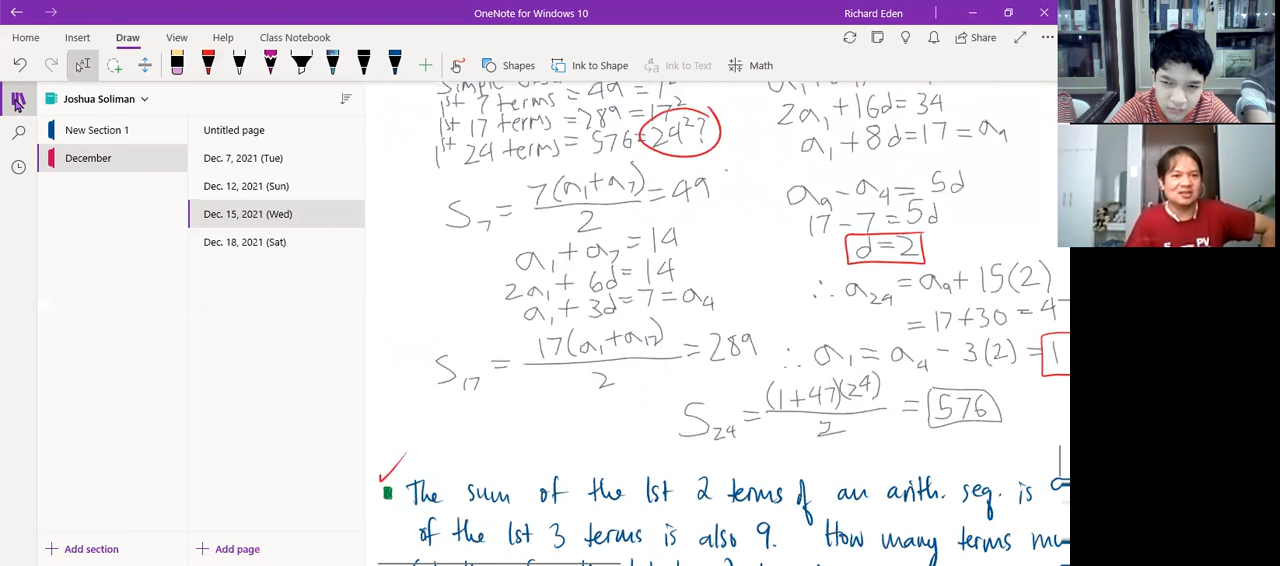 OneNote for Windows 10
Richard Eden
Home Insert Draw View Help Class Notebook
Share
Shapes
Ink to Shape
Ink to Text
Math
Joshua Soliman
New Section 1
December
Untitled page
Dec. 7, 2021 (Tue)
Dec. 12, 2021 (Sun)
Dec. 15, 2021 (Wed)
Dec. 18, 2021 (Sat)
Add section
Add page
1st 7 terms = 49 = 7²
1st 17 terms = 289 = 17²
1st 24 terms = 576 = 24²?
S₇ = 7(a₁+a₇)/2 = 49
a₁ + a₇ = 14
2a₁ + 6d = 14
a₁ + 3d = 7 = a₄
S₁₇ = 17(a₁+a₁₇)/2 = 289
2a₁ + 16d = 34
a₁ + 8d = 17 = a₉
a₉ - a₄ = 5d
17 - 7 = 5d
d = 2
∴ a₂₄ = a₉ + 15(2)
= 17 + 30 = 4
∴ a₁ = a₄ - 3(2) = 1
S₂₄ = (1+47)(24)/2 = 576
The sum of the 1st 2 terms of an arith. seq. is
of the 1st 3 terms is also 9. How many terms